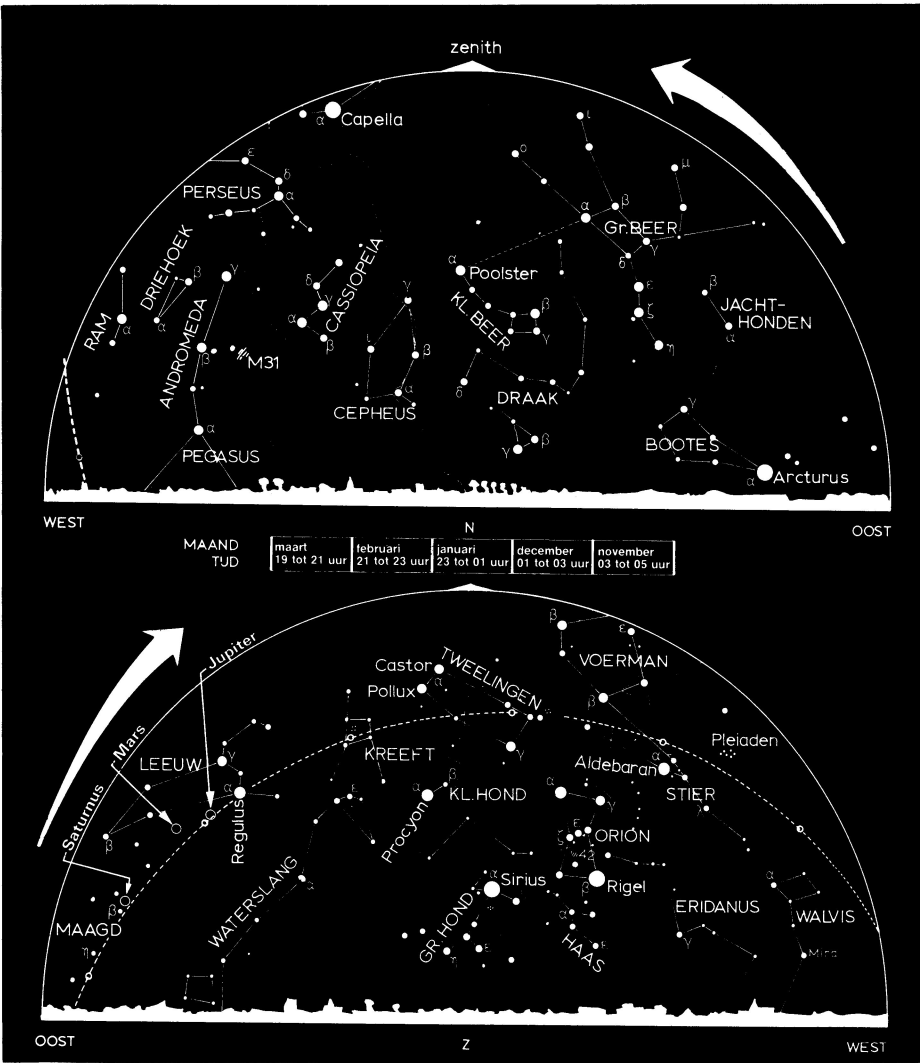 zenith
α Capella
ε
δ
PERSEUS α
ο
ι
μ
α β
Gr.BEER
γ
δ
DRIEHOEK
β
α
RAM
α
ANDROMEDA
γ
β
M31
α
PEGASUS
CASSIOPEIA
δ
γ
α
β
γ
ι
β
α
CEPHEUS
α
Poolster
KL. BEER
β
γ
δ
DRAAK
γ β
ε
ζ
η
β
JACHT-
HONDEN
α
γ
BOOTES
α Arcturus
WEST
N
OOST
MAAND
TIJD
maart
19 tot 21 uur
februari
21 tot 23 uur
januari
23 tot 01 uur
december
01 tot 03 uur
november
03 tot 05 uur
Jupiter
Mars
Saturnus
LEEUW
γ
α
β
Regulus
MAAGD
β
η
Castor
α
Pollux
TWEELINGEN
γ
KREEFT
ε
WATERSLANG
α
β
Procyon
KL.HOND
β
ε
VOERMAN
β
Aldebaran
α
STIER
γ
Pleiaden
α
γ
ε
ζ
ORION
M42
β
Rigel
α
Sirius
GR.HOND
η
ε
α
HAAS
ERIDANUS
γ
α
WALVIS
Mira
OOST
Z
WEST